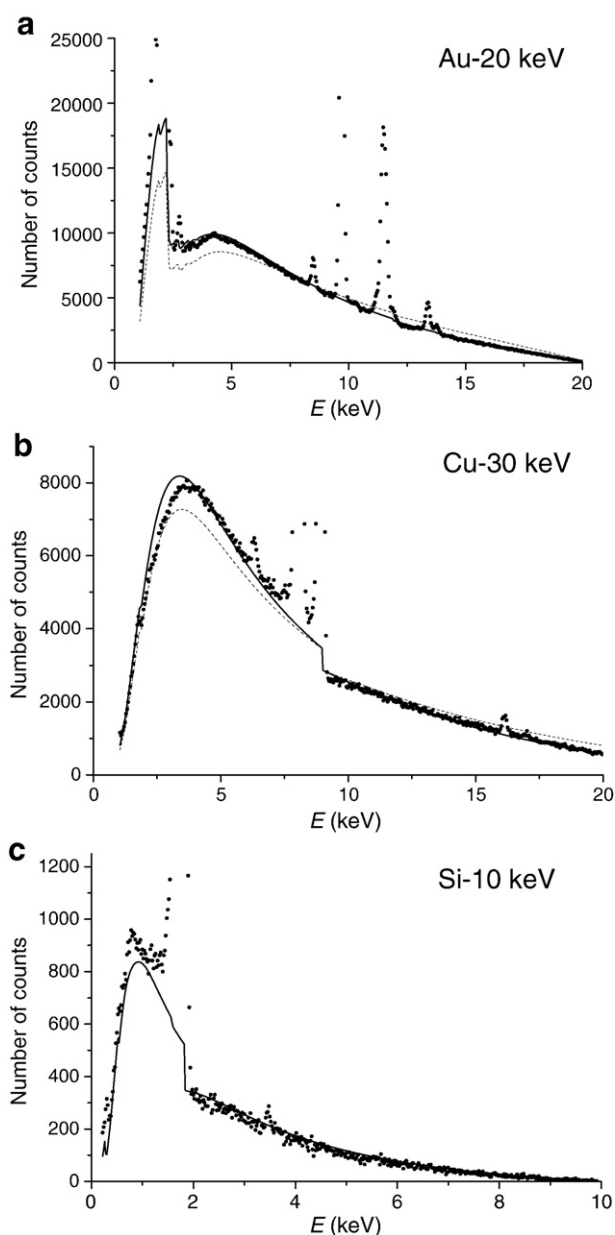 a
Au-20 keV
25000
20000
15000
10000
5000
0
Number of counts
0 5 10 15 20
E (keV)
b
Cu-30 keV
8000
6000
4000
2000
0
Number of counts
0 5 10 15 20
E (keV)
c
Si-10 keV
1200
1000
800
600
400
200
0
Number of counts
0 2 4 6 8 10
E (keV)